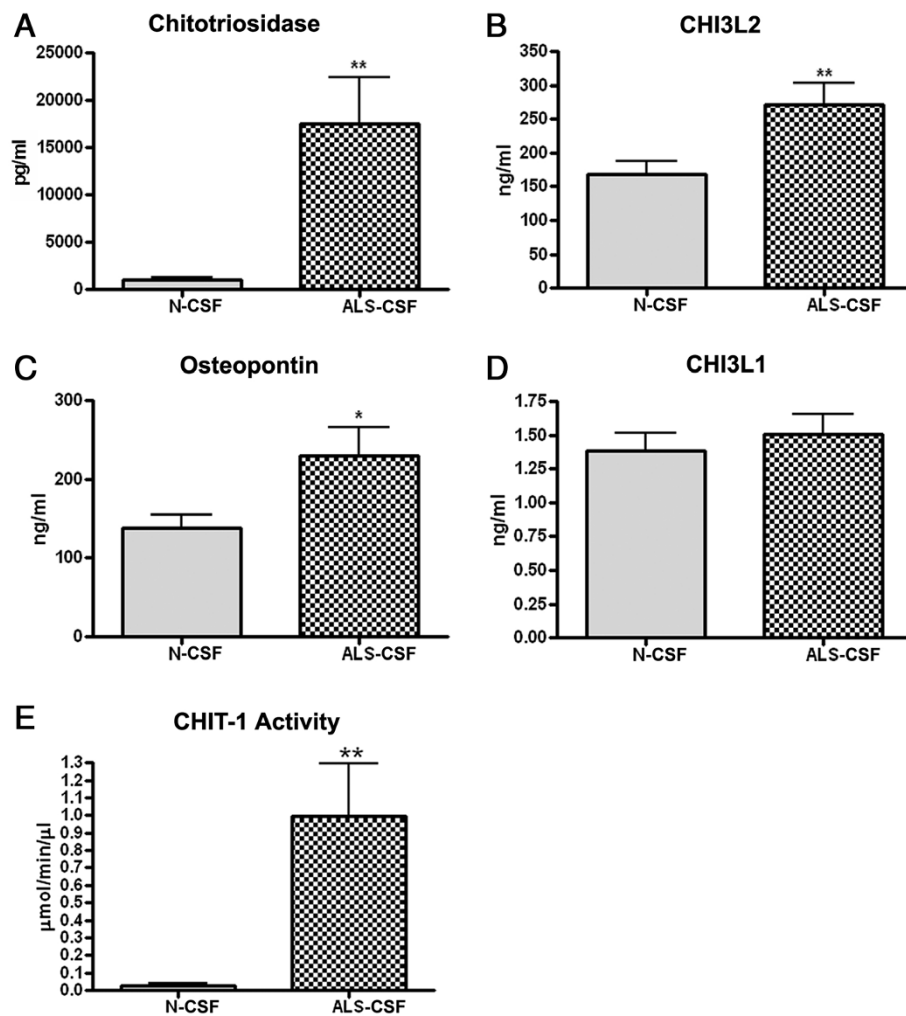 A
Chitotriosidase
25000
20000
15000
10000
5000
0
pg/ml
**
N-CSF
ALS-CSF
B
CHI3L2
350
300
250
200
150
100
50
0
ng/ml
**
N-CSF
ALS-CSF
C
Osteopontin
300
200
100
0
ng/ml
*
N-CSF
ALS-CSF
D
CHI3L1
1.75
1.50
1.25
1.00
0.75
0.50
0.25
0.00
ng/ml
N-CSF
ALS-CSF
E
CHIT-1 Activity
1.3
1.2
1.1
1.0
0.9
0.8
0.7
0.6
0.5
0.4
0.3
0.2
0.1
0.0
µmol/min/µl
**
N-CSF
ALS-CSF